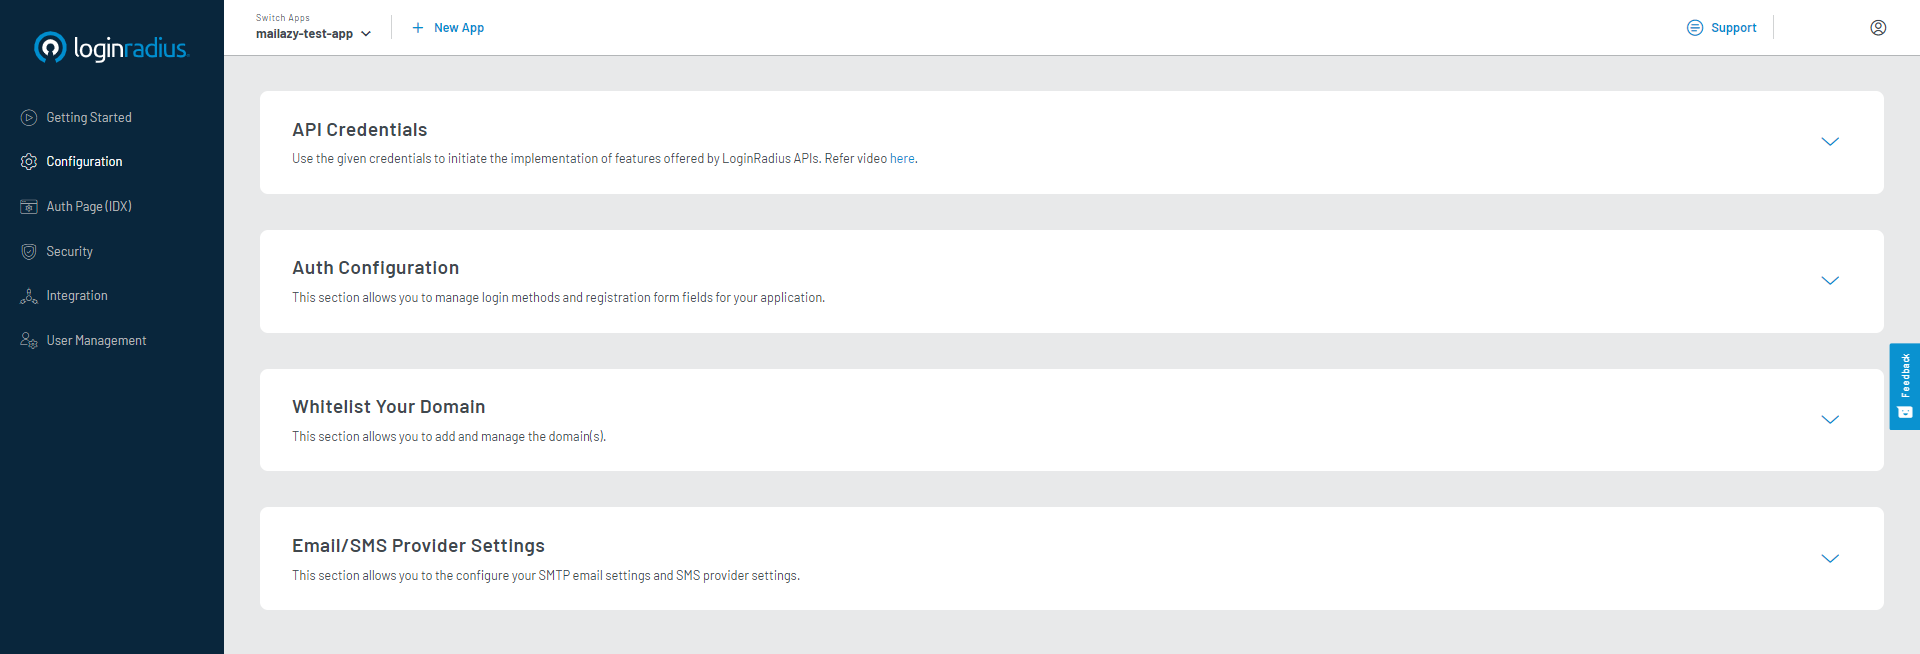 loginradius
Getting Started
Configuration
Auth Page (IDX)
Security
Integration
User Management
Switch Apps
mailazy-test-app
New App
Support
API Credentials
Use the given credentials to initiate the implementation of features offered by LoginRadius APIs. Refer video here.
Auth Configuration
This section allows you to manage login methods and registration form fields for your application.
Whitelist Your Domain
This section allows you to add and manage the domain(s).
Email/SMS Provider Settings
This section allows you to the configure your SMTP email settings and SMS provider settings.
Feedback